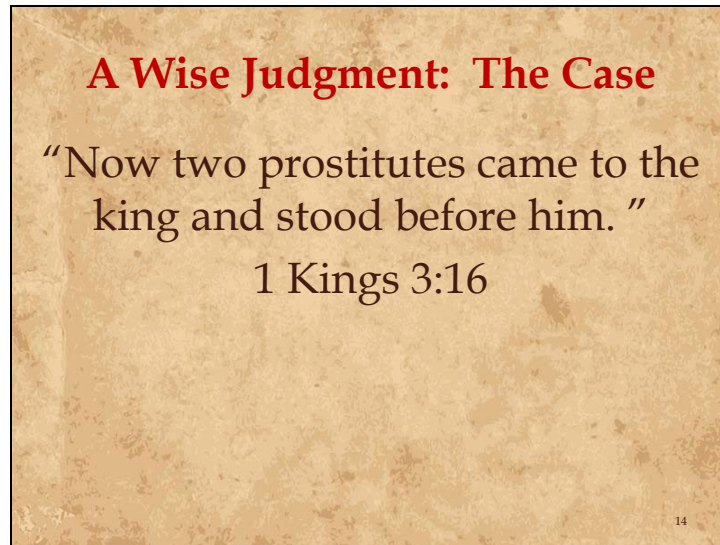 A Wise Judgment:  The Case
“Now two prostitutes came to the
king and stood before him. ”
1 Kings 3:16
14